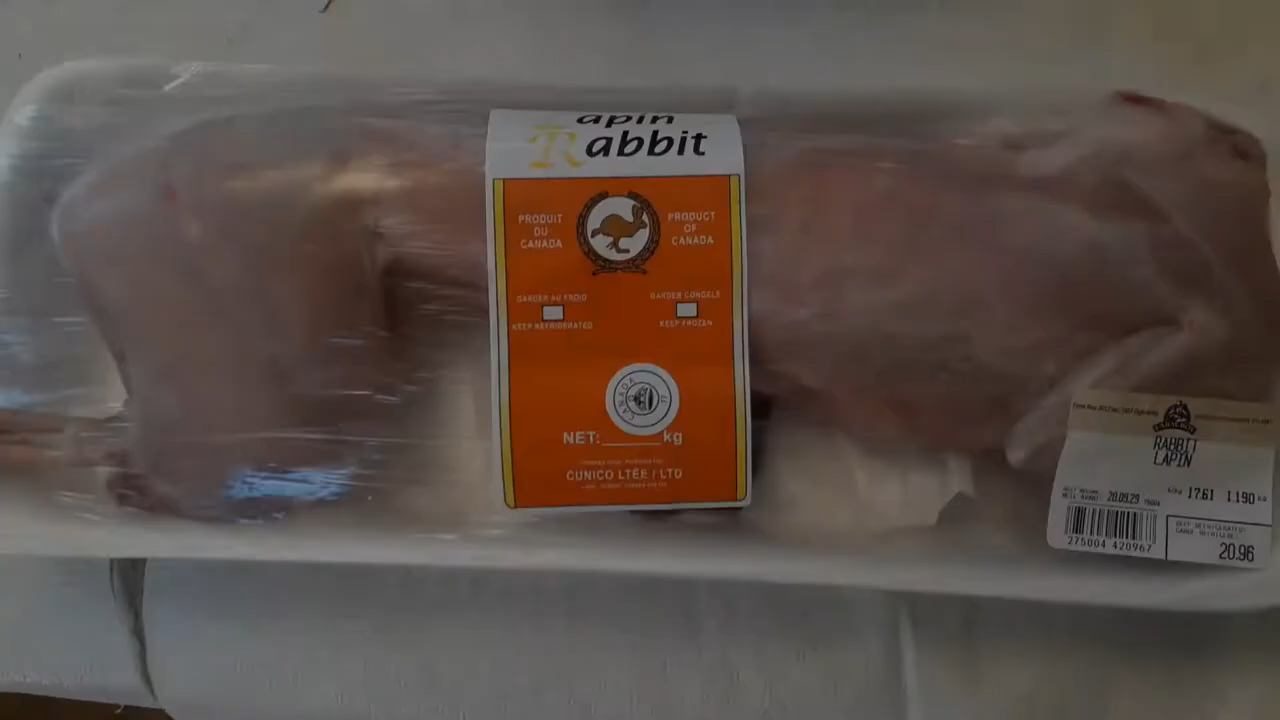 apin
Rabbit
PRODUIT DU CANADA
PRODUCT OF CANADA
GARDER AU FROID
KEEP REFRIGERATED
GARDER CONGELÉ
KEEP FROZEN
CANADA
NET:______kg
CUNICO LTÉE / LTD
RABBIT
LAPIN
20.09.29
17.61 1.190 kg
275004 420967
20.96